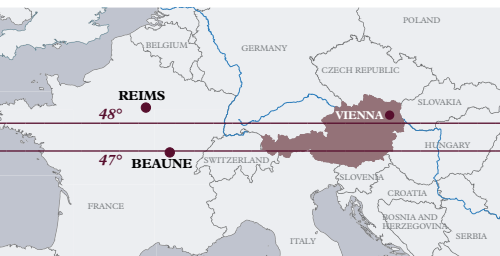 POLAND
BELGIUM
GERMANY
CZECH REPUBLIC
REIMS
SLOVAKIA
48°
VIENNA
HUNGARY
47°
BEAUNE
SWITZERLAND
SLOVENIA
CROATIA
FRANCE
BOSNIA AND
HERZEGOVINA
SERBIA
ITALY